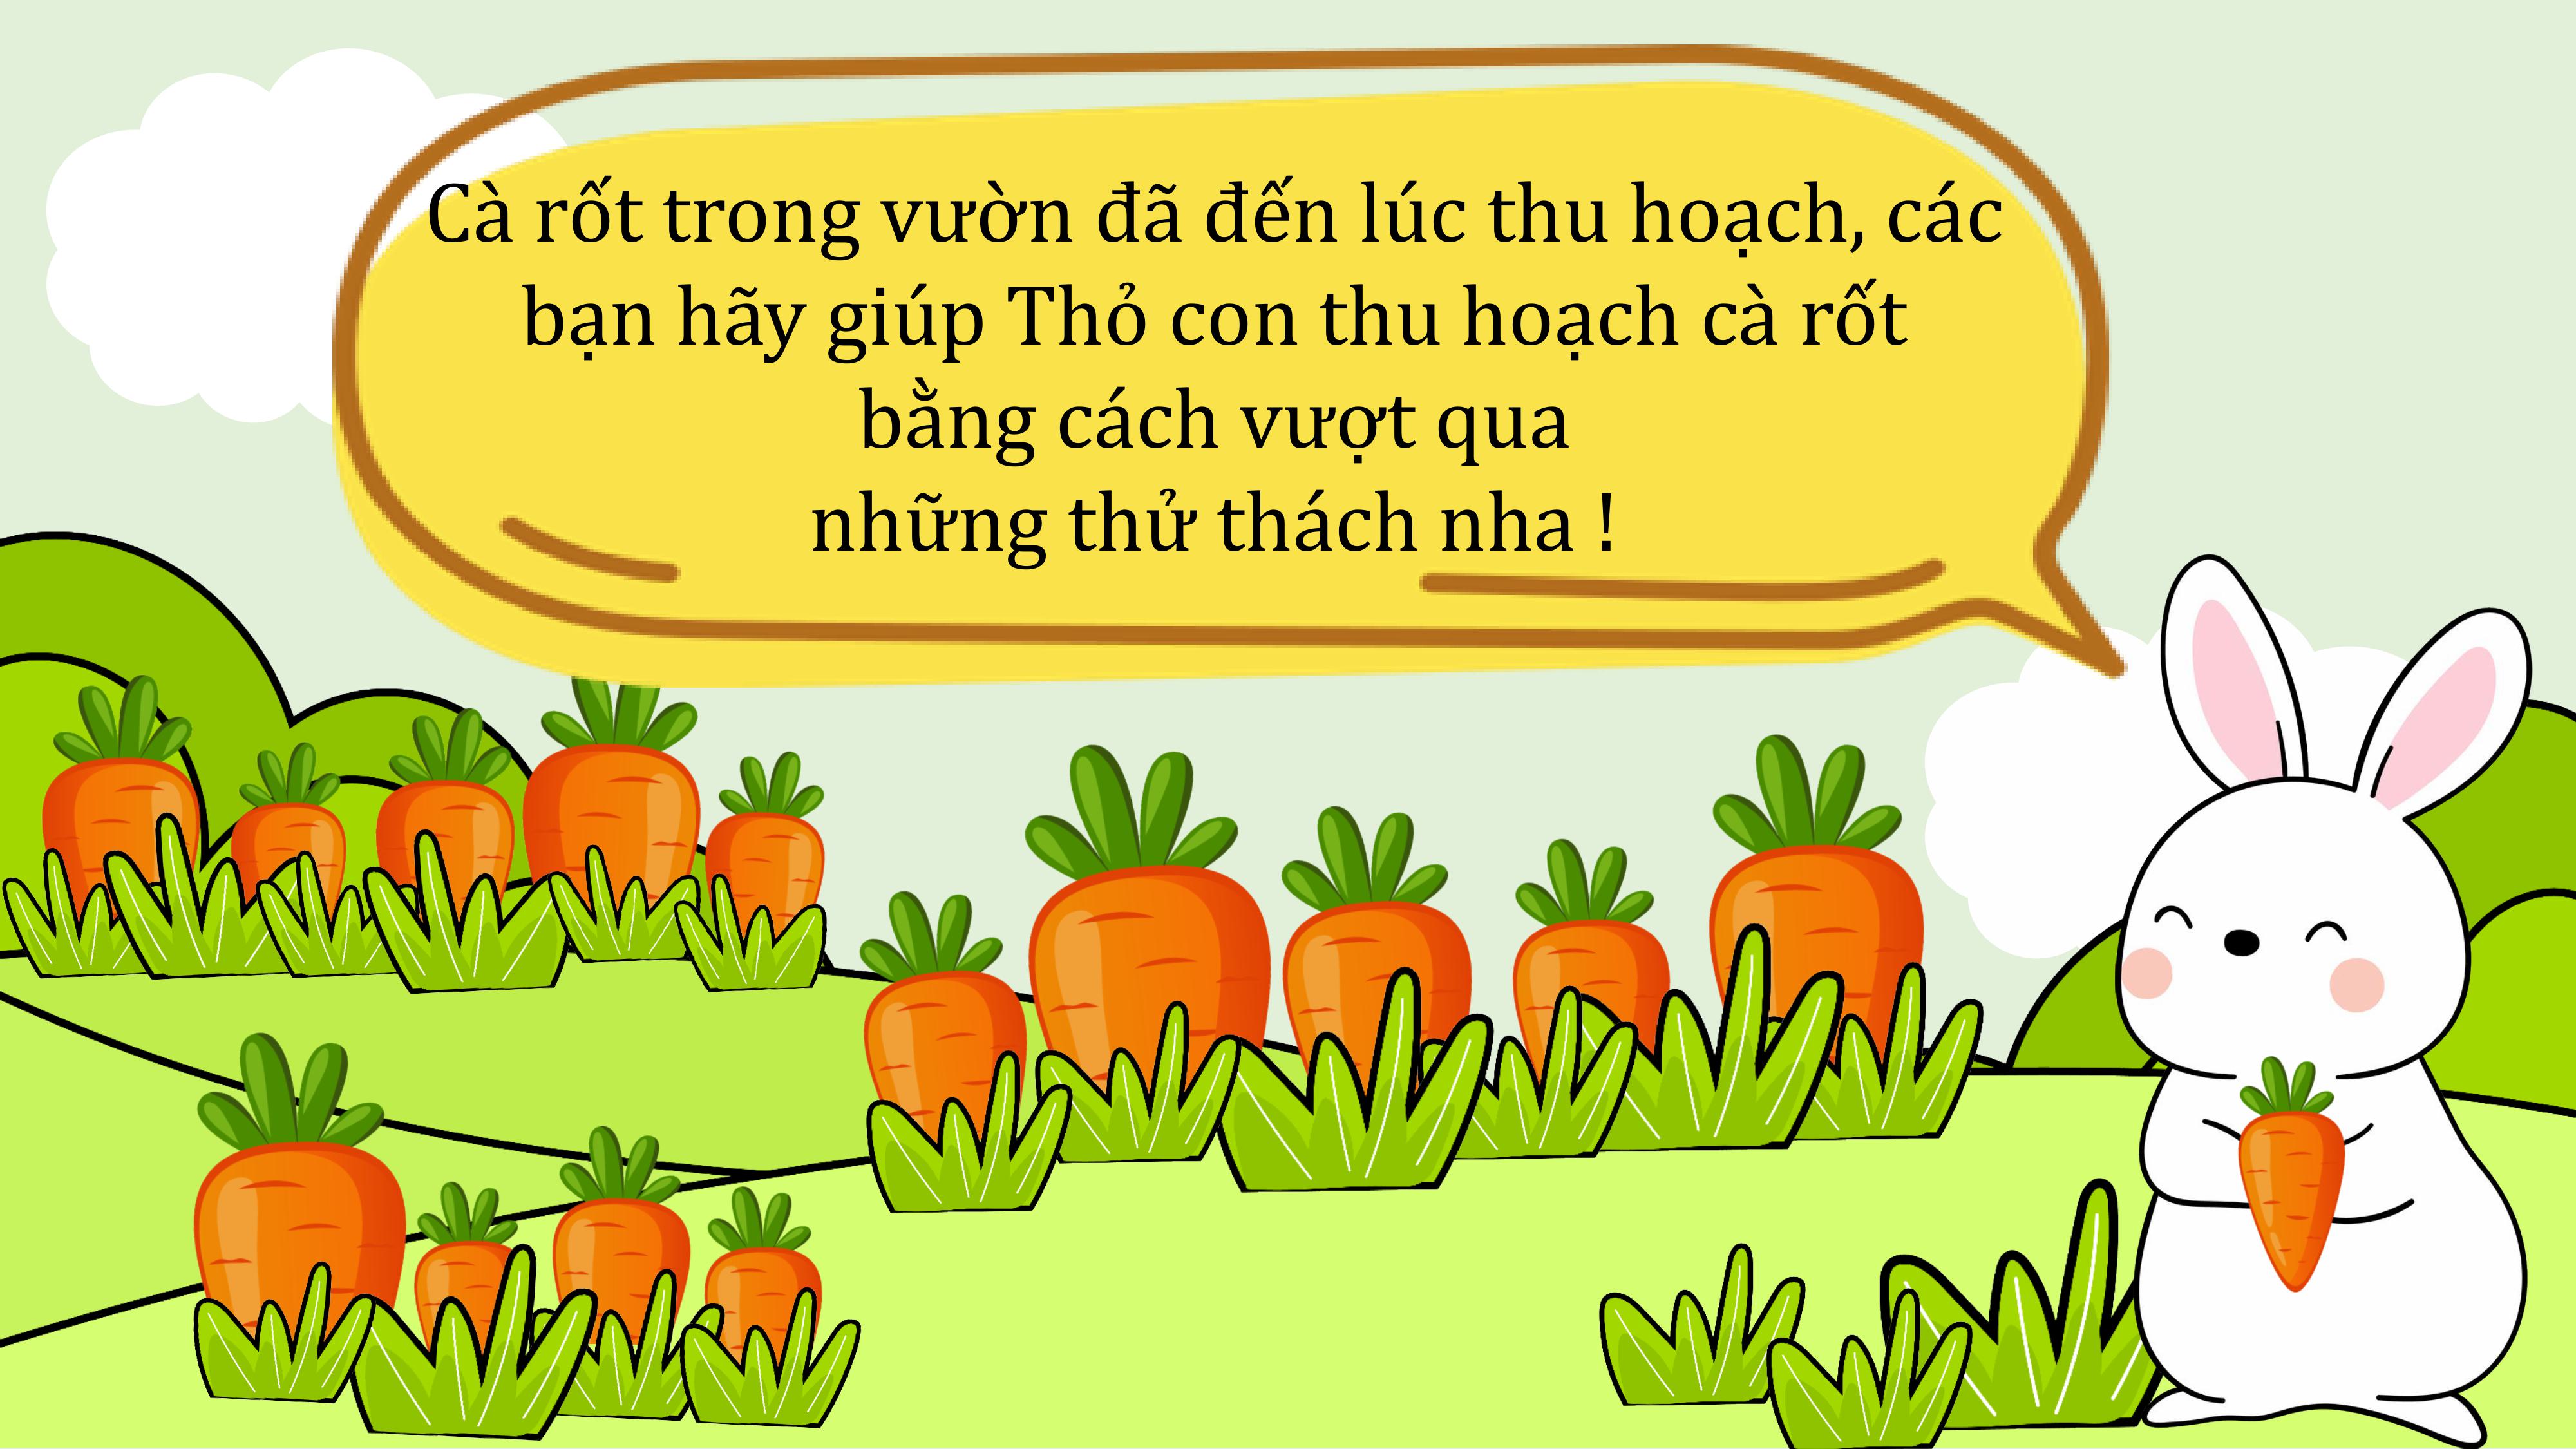 Cà rốt trong vườn đã đến lúc thu hoạch, các
bạn hãy giúp Thỏ con thu hoạch cà rốt
bằng cách vượt qua
những thử thách nha !